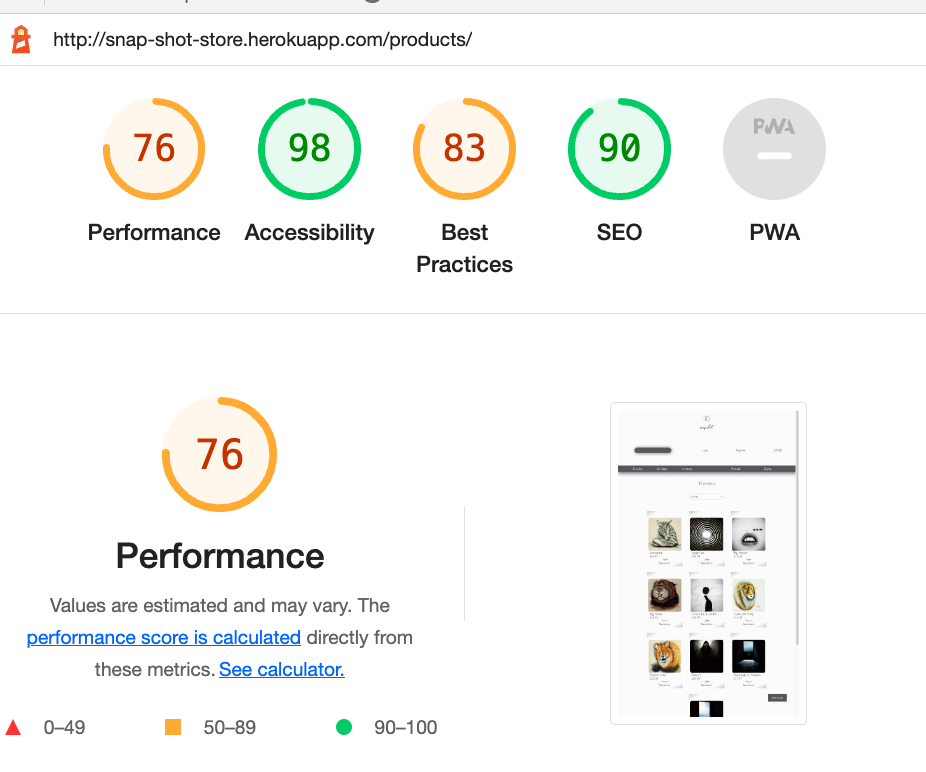 http://snap-shot-store.herokuapp.com/products/
76
98
83
90
PWA
Performance
Accessibility
Best
Practices
SEO
PWA
76
Performance
Values are estimated and may vary. The
performance score is calculated directly from
these metrics. See calculator.
0–49
50–89
90–100